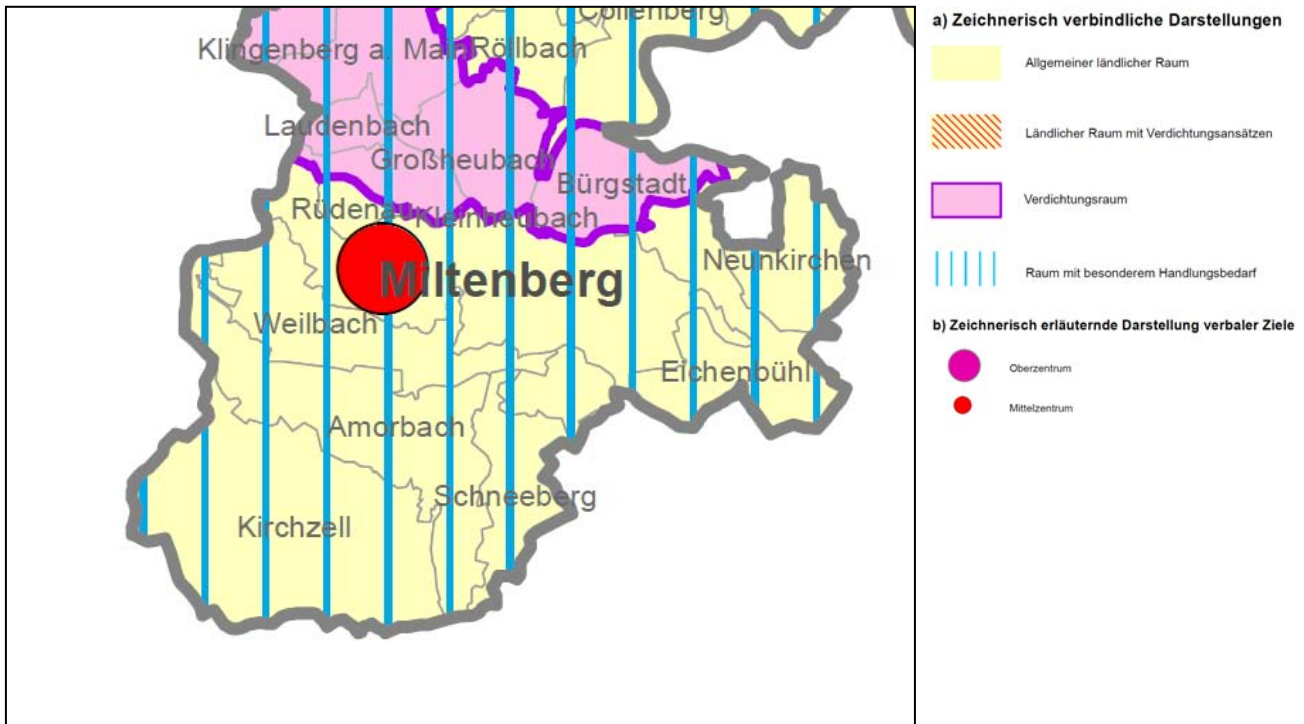 Collenberg
Klingenberg a. Main
Röllbach
Laudenbach
Großheubach
Bürgstadt
Rüdenau
Kleinheubach
Neunkirchen
Miltenberg
Weilbach
Eichenbühl
Amorbach
Schneeberg
Kirchzell
a) Zeichnerisch verbindliche Darstellungen
Allgemeiner ländlicher Raum
Ländlicher Raum mit Verdichtungsansätzen
Verdichtungsraum
Raum mit besonderem Handlungsbedarf
b) Zeichnerisch erläuternde Darstellung verbaler Ziele
Oberzentrum
Mittelzentrum